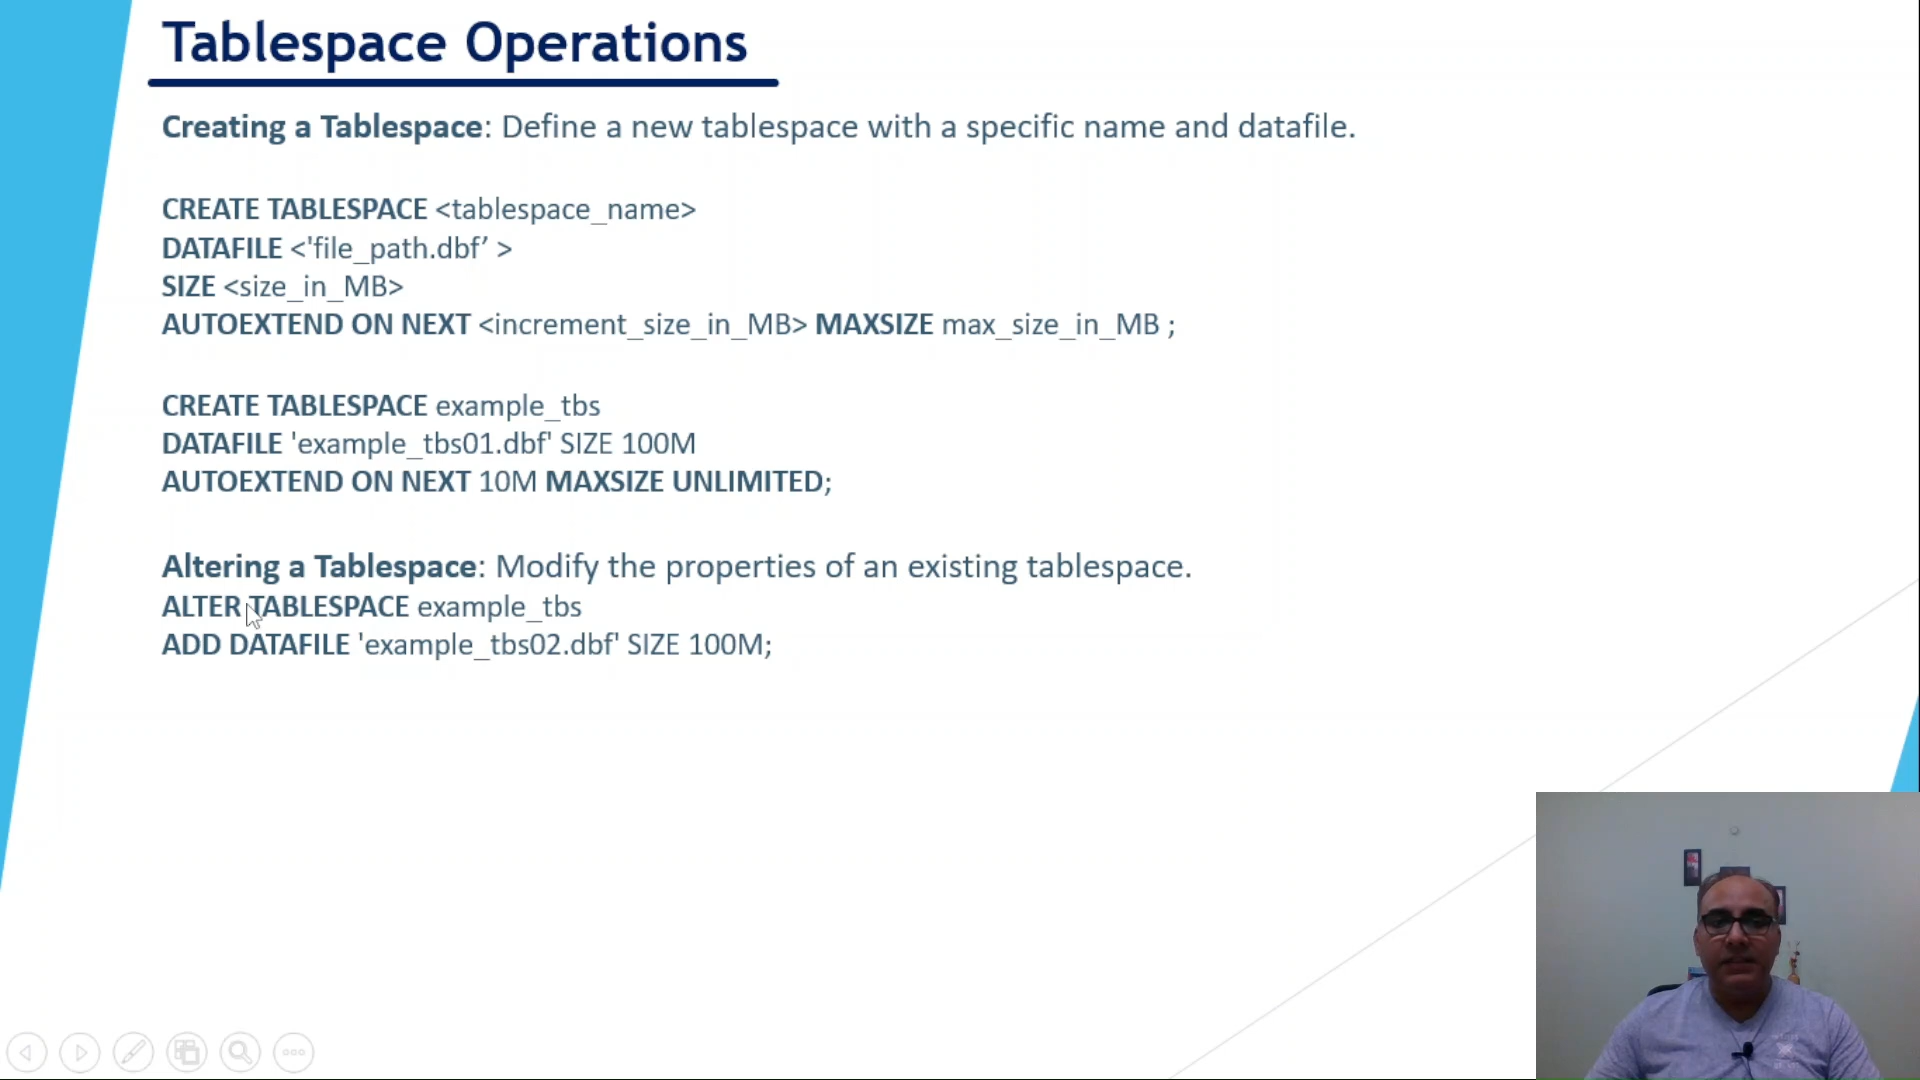 Tablespace Operations
Creating a Tablespace: Define a new tablespace with a specific name and datafile.
CREATE TABLESPACE <tablespace_name>
DATAFILE <'file_path.dbf’ >
SIZE <size_in_MB>
AUTOEXTEND ON NEXT <increment_size_in_MB> MAXSIZE max_size_in_MB ;
CREATE TABLESPACE example_tbs
DATAFILE 'example_tbs01.dbf' SIZE 100M
AUTOEXTEND ON NEXT 10M MAXSIZE UNLIMITED;
Altering a Tablespace: Modify the properties of an existing tablespace.
ALTER TABLESPACE example_tbs
ADD DATAFILE 'example_tbs02.dbf' SIZE 100M;